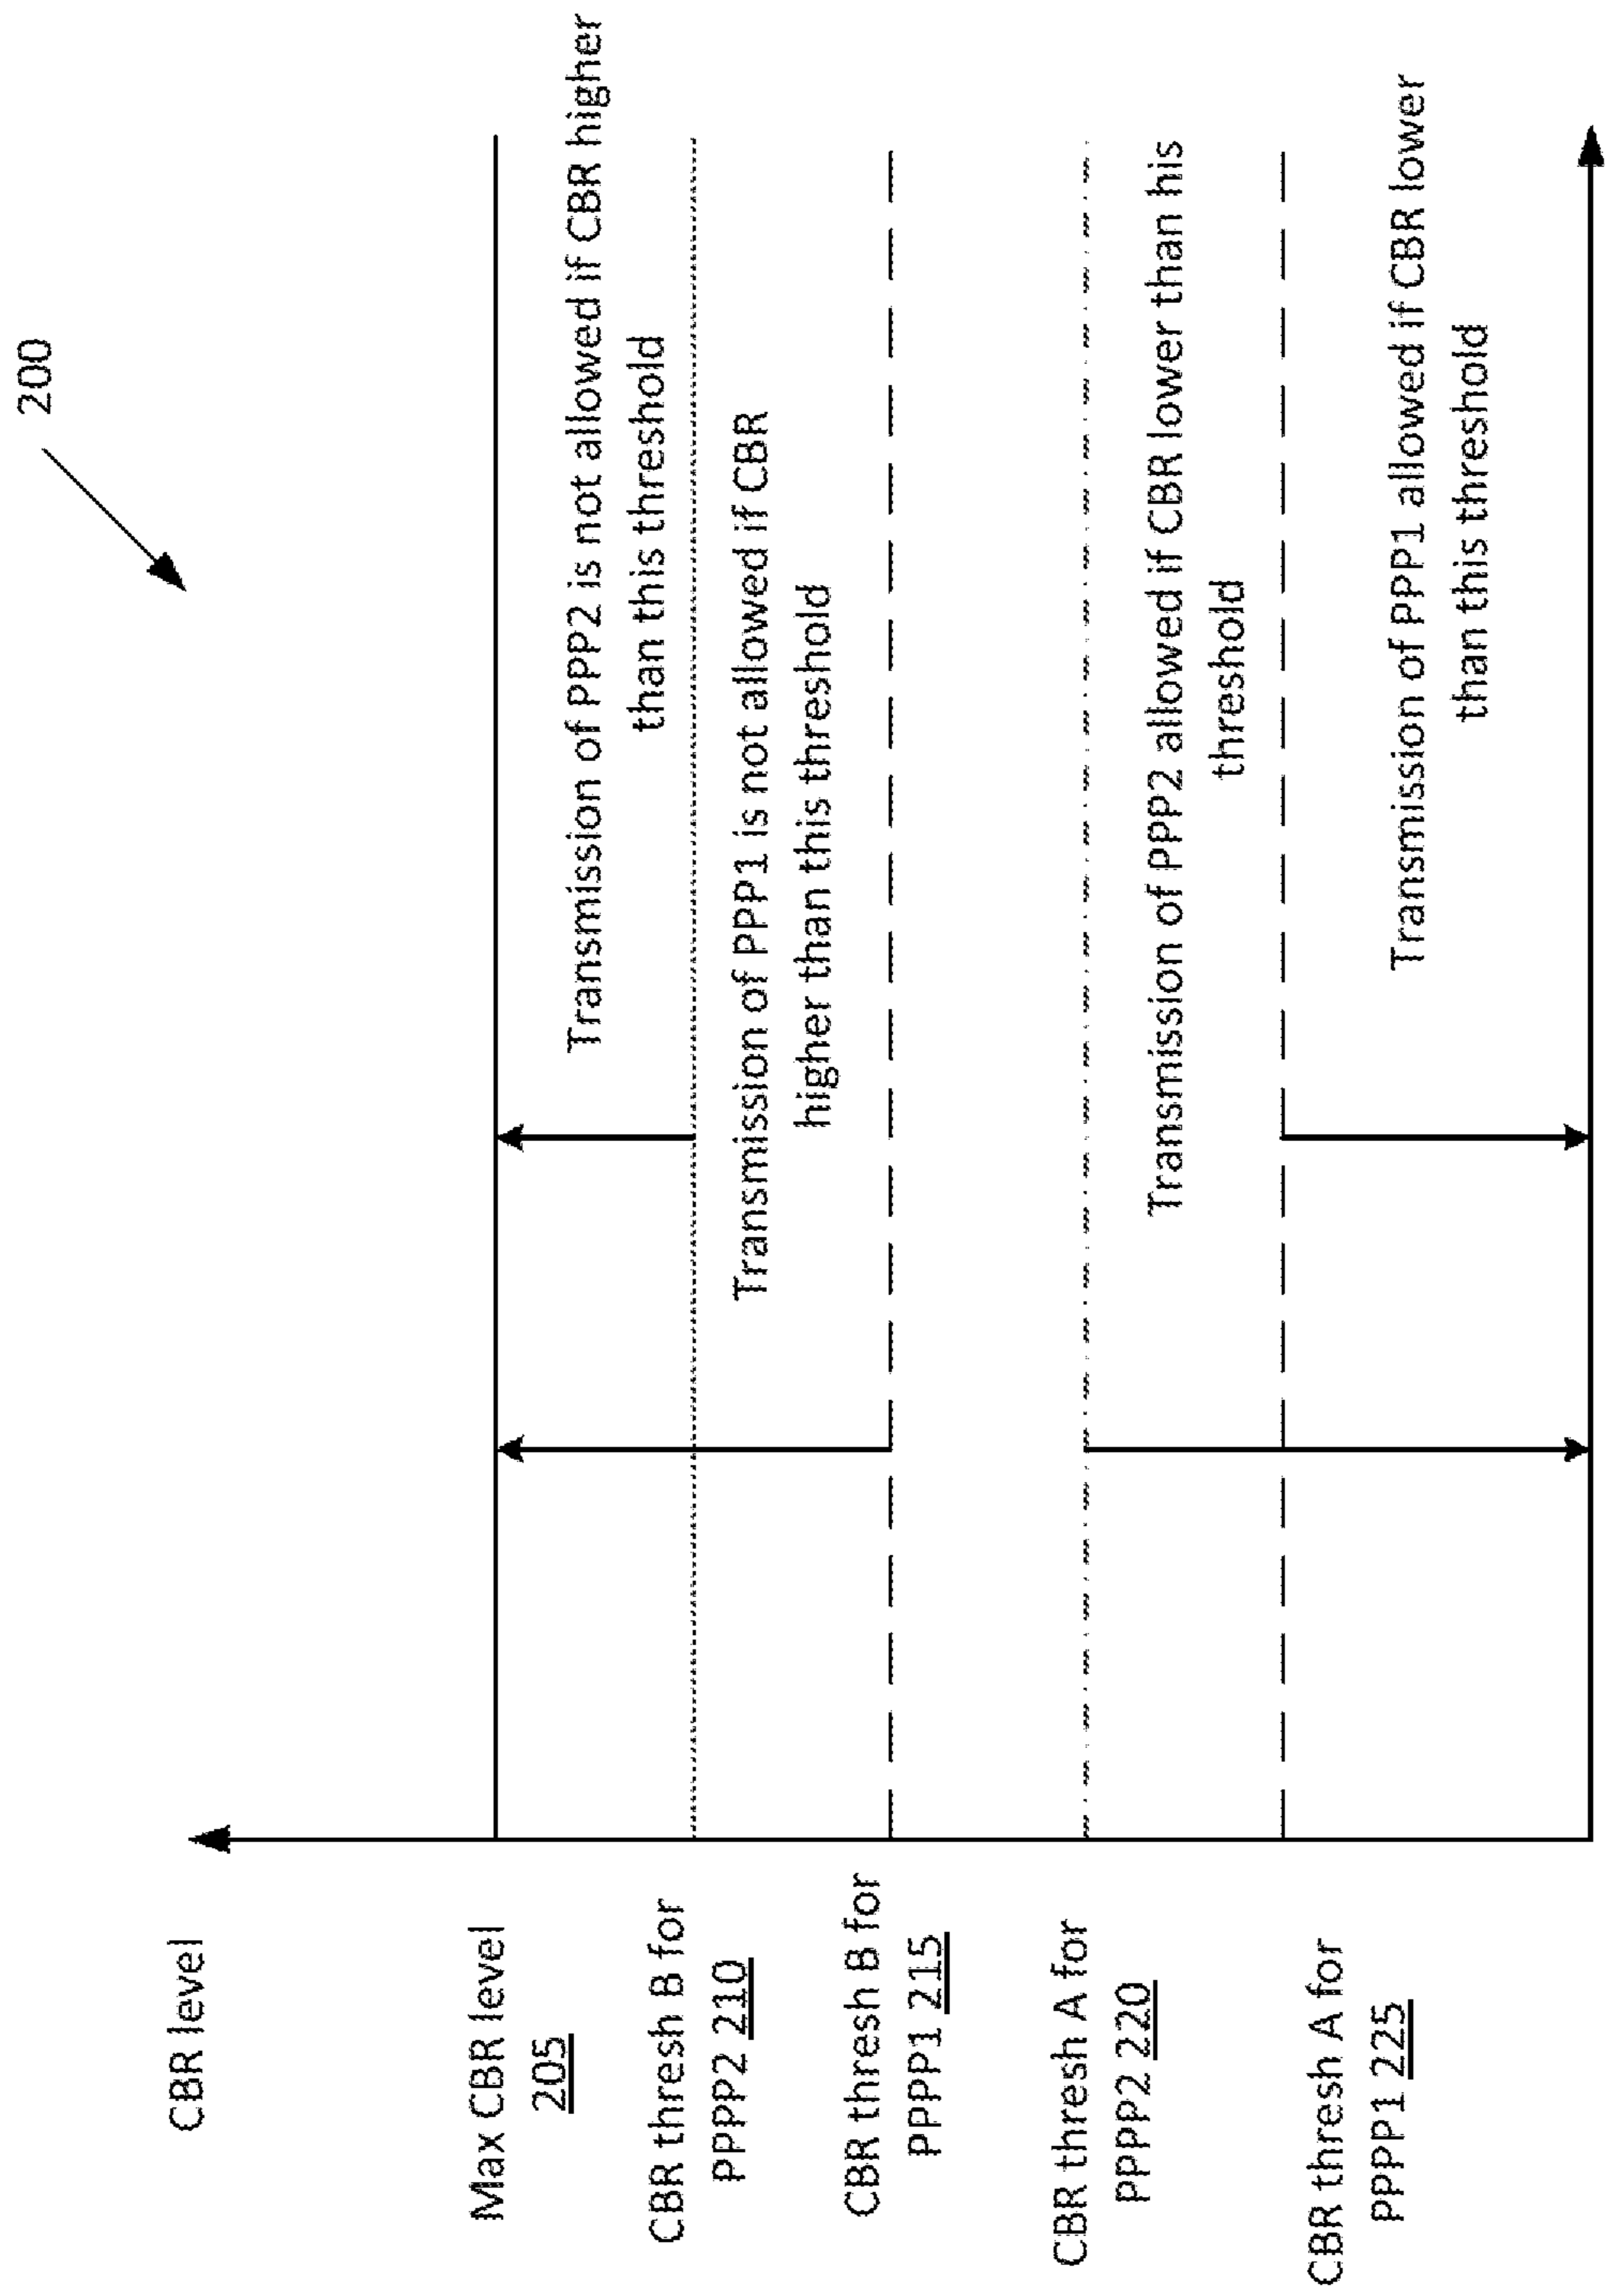 200
CBR level
Max CBR level
205
CBR thresh B for
PPPP2 210
CBR thresh B for
PPPP1 215
CBR thresh A for
PPPP2 220
CBR thresh A for
PPPP1 225
Transmission of PPP2 is not allowed if CBR higher
than this threshold
Transmission of PPP1 is not allowed if CBR
higher than this threshold
Transmission of PPP2 allowed if CBR lower than his
threshold
Transmission of PPP1 allowed if CBR lower
than this threshold